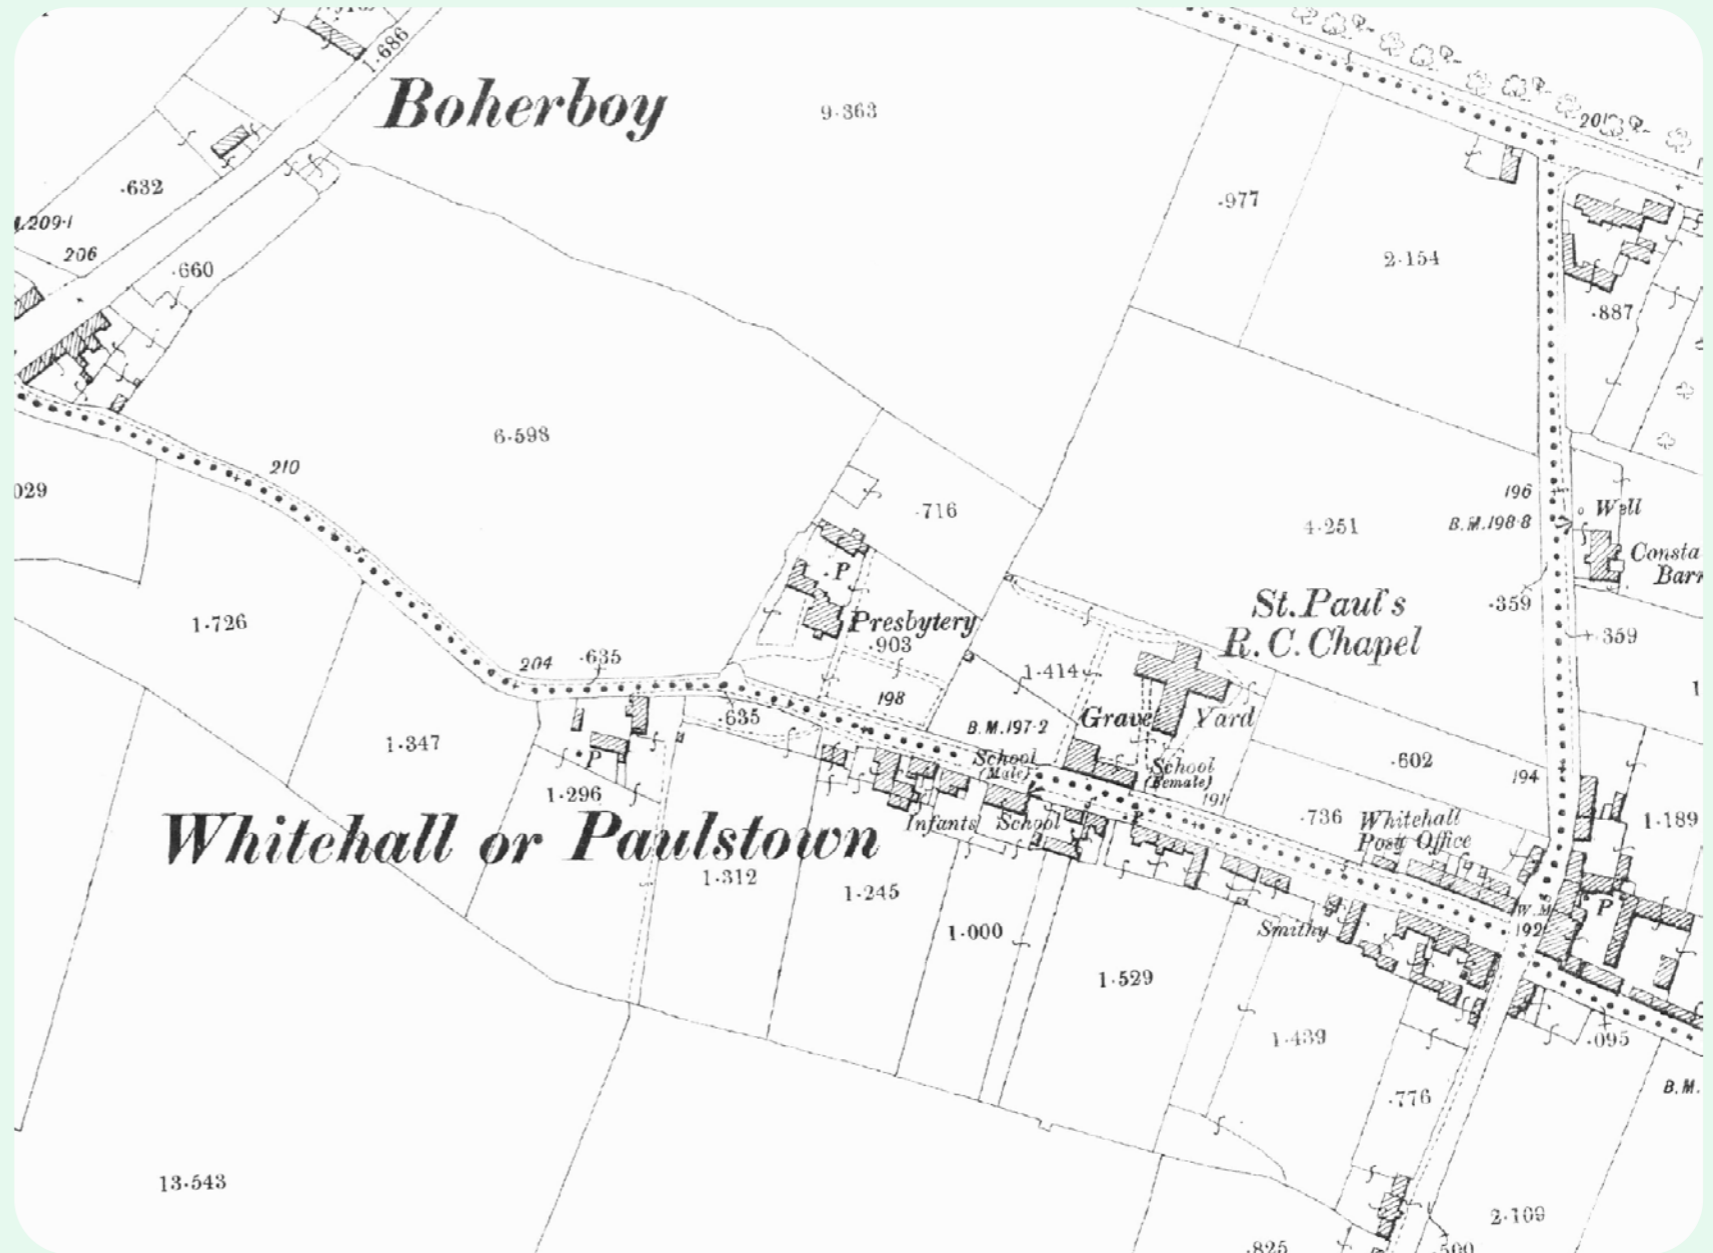 1·686
Boherboy
9·363
201
·632
·977
209·1
206
2·154
·660
·887
6·598
210
029
196
Well
·716
4·251
B.M.198·8
Consta
Barr
P
St. Paul's
R.C. Chapel
·359
·359
1·726
Presbytery
·903
204
·635
1·414
198
·635
B.M.197·2
Grave Yard
1·347
School
(Male)
School
(Female)
P
·602
194
1·296
191
Whitehall or Paulstown
Infants School
P
·736
Whitehall
Post Office
1·189
1·312
1·245
1·000
Smithy
W.M.
P
192
1·529
1·439
·095
·776
B.M.
13·543
2·109
·825
·500